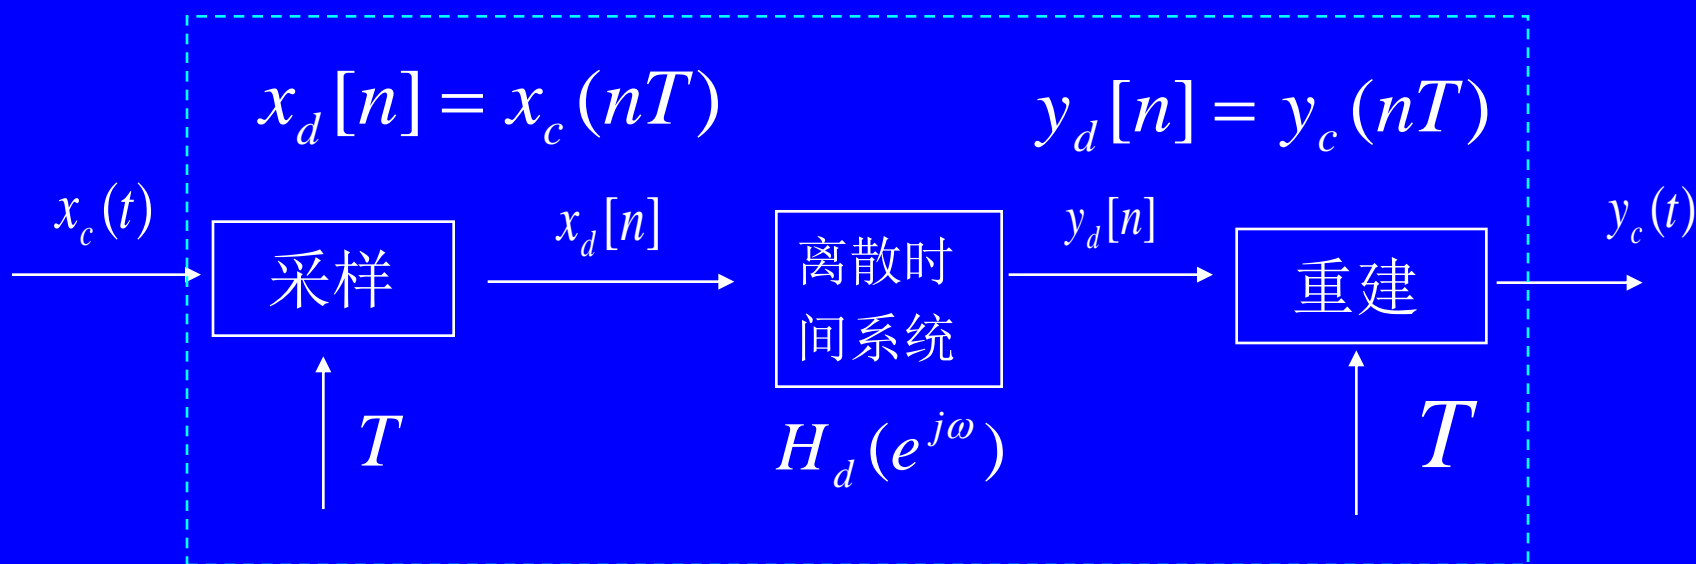 x_d[n] = x_c(nT)
y_d[n] = y_c(nT)
x_c(t)
采样
x_d[n]
离散时
间系统
y_d[n]
重建
y_c(t)
T
H_d(e^{jω})
T